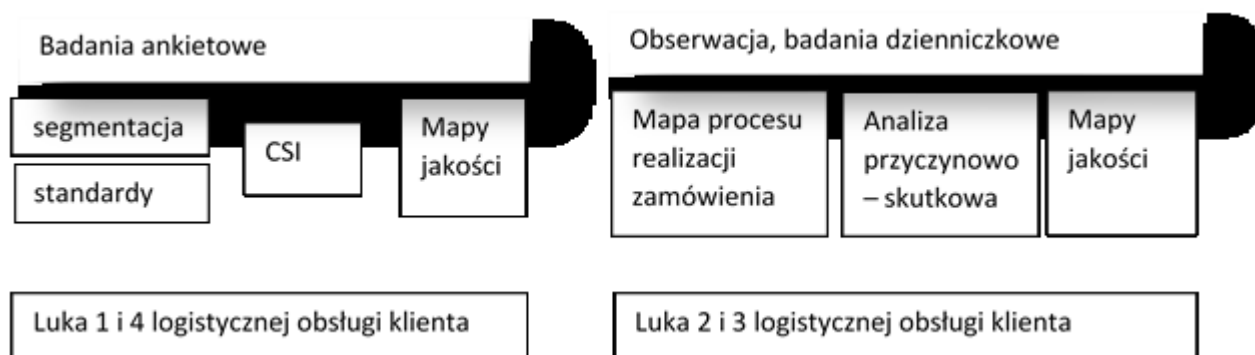 Badania ankietowe
segmentacja
standardy
CSI
Mapy
jakości
Luka 1 i 4 logistycznej obsługi klienta
Obserwacja, badania dzienniczkowe
Mapa procesu
realizacji
zamówienia
Analiza
przyczynowo
– skutkowa
Mapy
jakości
Luka 2 i 3 logistycznej obsługi klienta